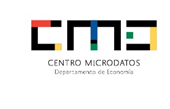 CENTRO MICRODATOS
Departamento de Economía